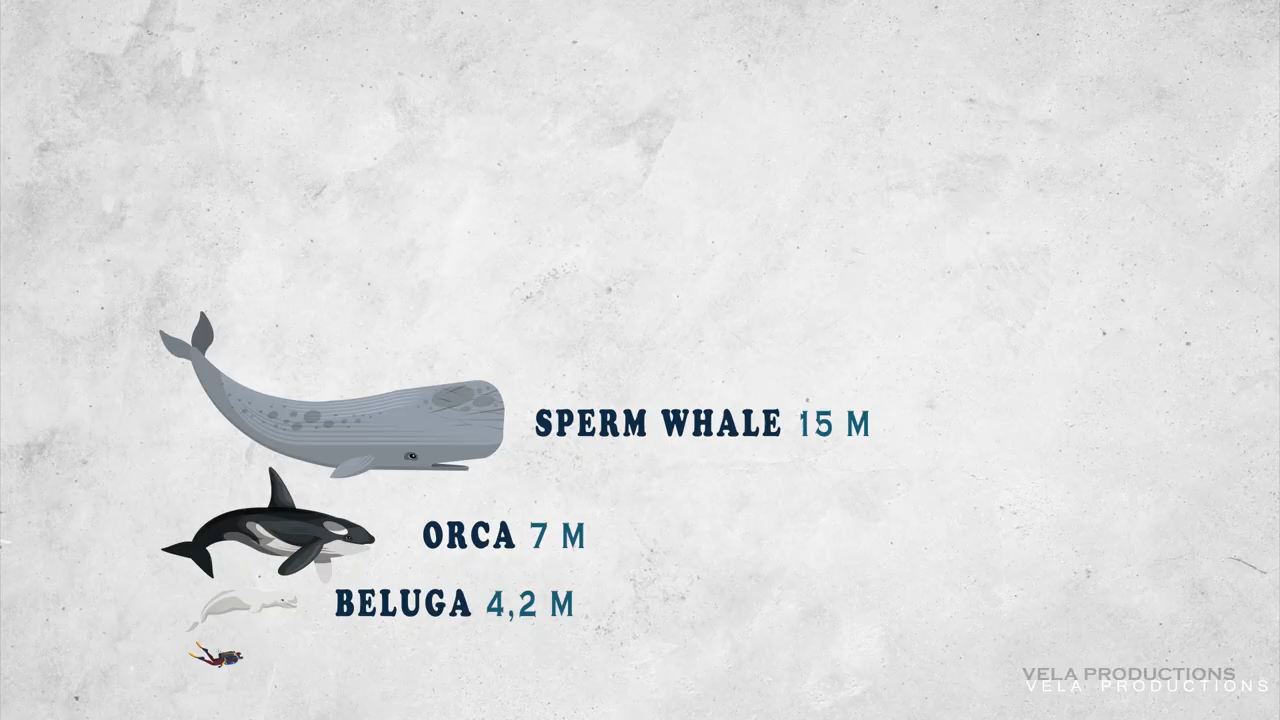 SPERM WHALE 15 M
ORCA 7 M
BELUGA 4,2 M
VELA PRODUCTIONS
VELA PRODUCTIONS